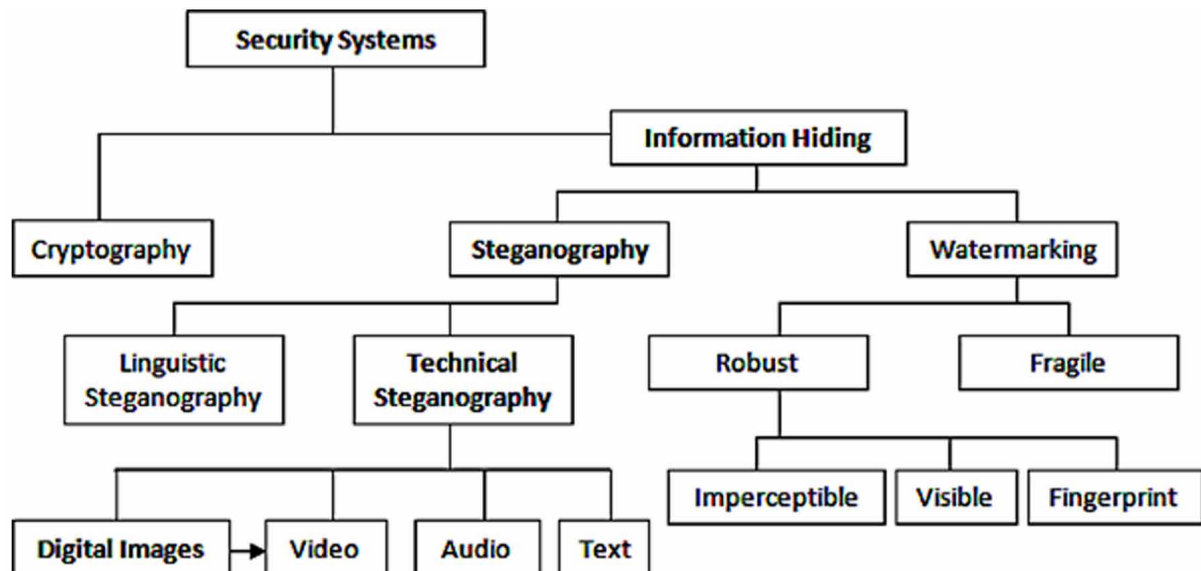 Security Systems
Information Hiding
Cryptography
Steganography
Watermarking
Linguistic
Steganography
Technical
Steganography
Robust
Fragile
Imperceptible
Visible
Fingerprint
Digital Images
Video
Audio
Text